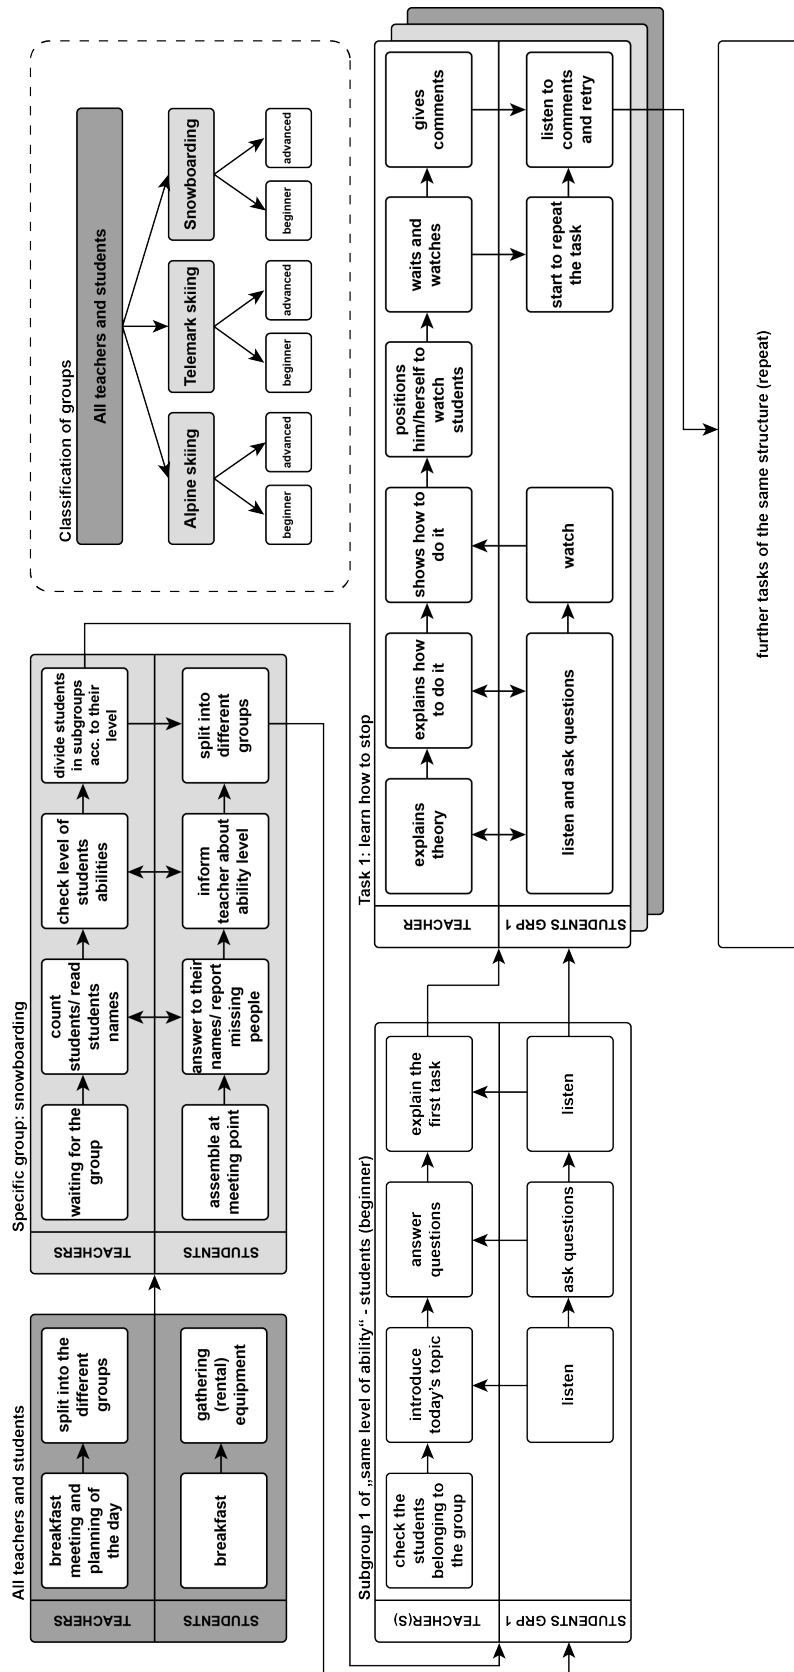 All teachers and students
TEACHERS
breakfast
meeting and
planning of
the day
split into the
different
groups
STUDENTS
breakfast
gathering
(rental)
equipment
Specific group: snowboarding
TEACHERS
waiting for the
group
count
students/ read
students
names
check level of
students
abilities
divide students
in subgroups
acc. to their
level
STUDENTS
assemble at
meeting point
answer to their
names/ report
missing
people
inform
teacher about
ability level
split into
different
groups
Classification of groups
All teachers and students
Alpine skiing
Telemark skiing
Snowboarding
beginner
advanced
beginner
advanced
beginner
advanced
Subgroup 1 of „same level of ability“ - students (beginner)
TEACHER(S)
check the
students
belonging to
the group
introduce
today's topic
answer
questions
explain the
first task
STUDENTS GRP 1
listen
ask questions
listen
Task 1: learn how to stop
TEACHER
explains
theory
explains how
to do it
shows how to
do it
positions
him/herself to
watch
students
waits and
watches
gives
comments
STUDENTS GRP 1
listen and ask questions
watch
start to repeat
the task
listen to
comments
and retry
further tasks of the same structure (repeat)